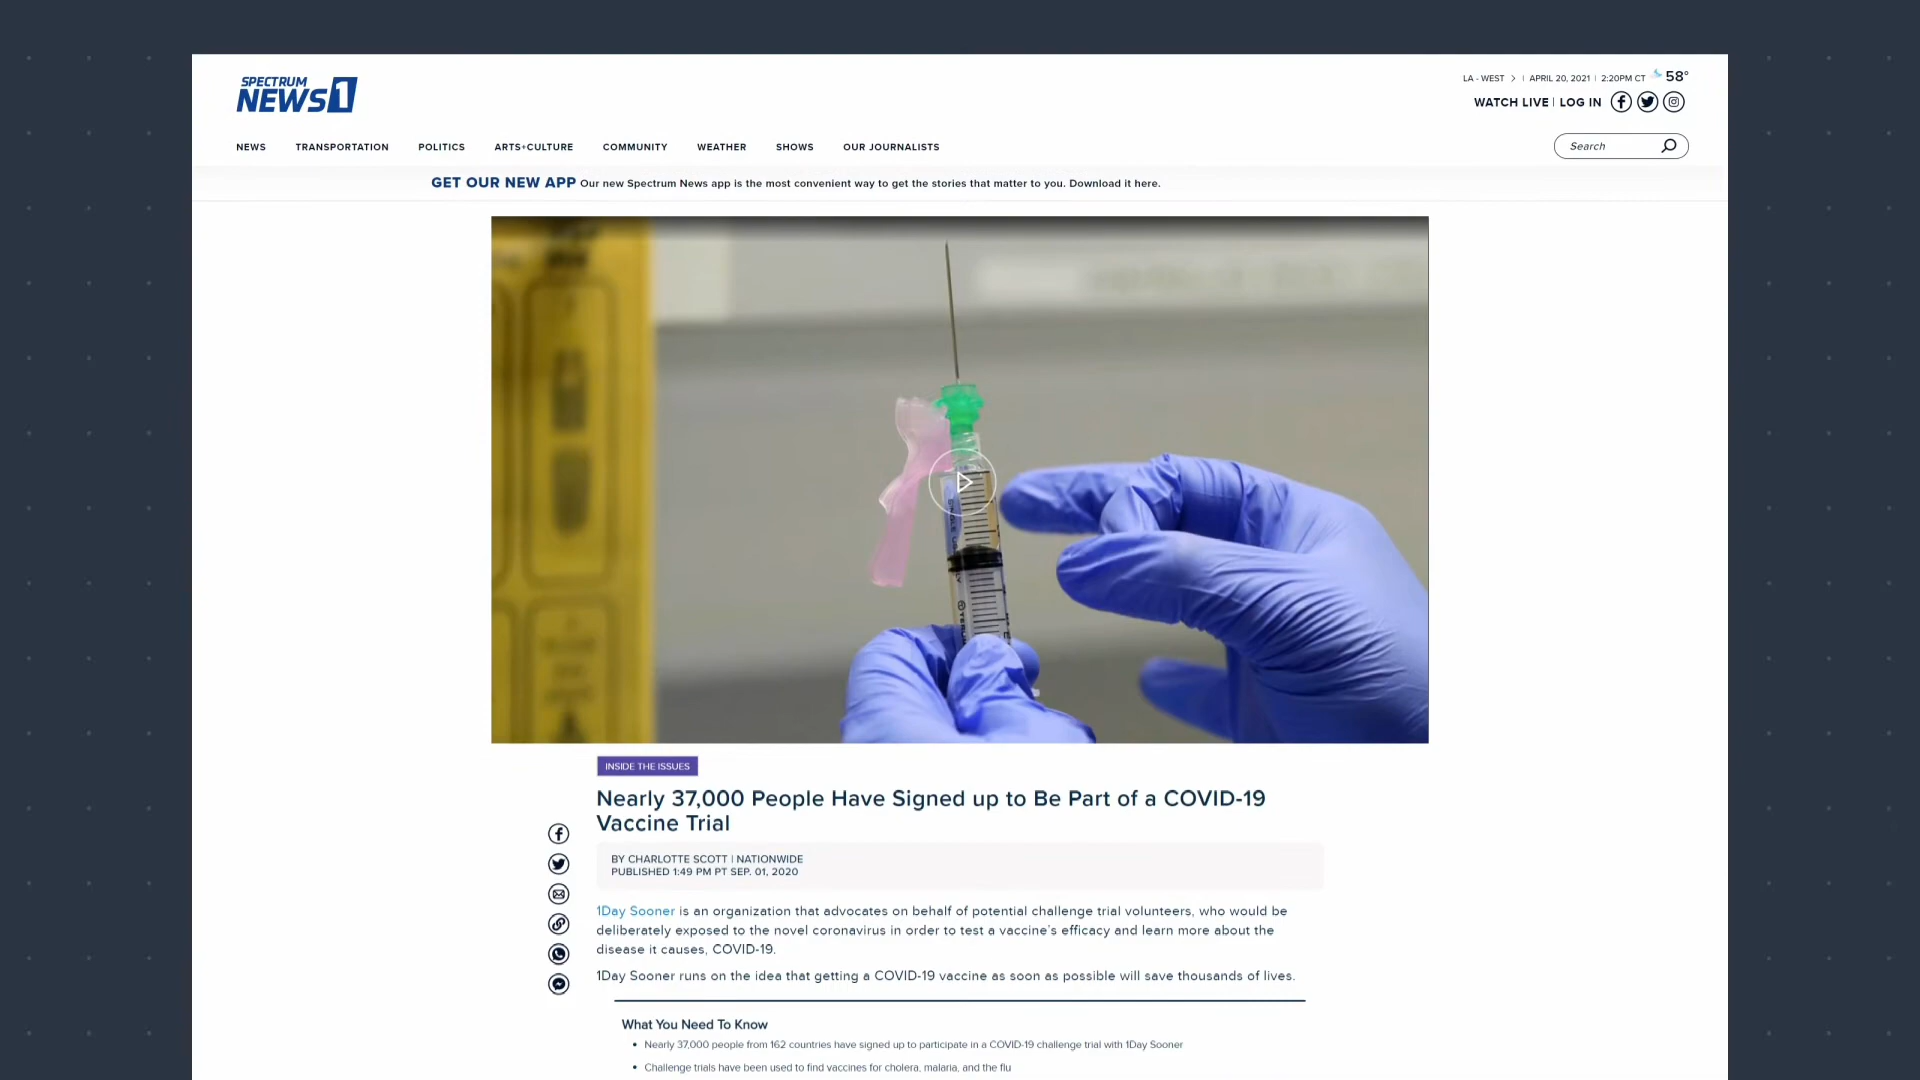 SPECTRUM
NEWS 1
LA - WEST > | APRIL 20, 2021 | 2:20PM CT 58°
WATCH LIVE | LOG IN
NEWS TRANSPORTATION POLITICS ARTS+CULTURE COMMUNITY WEATHER SHOWS OUR JOURNALISTS
Search
GET OUR NEW APP Our new Spectrum News app is the most convenient way to get the stories that matter to you. Download it here.
INSIDE THE ISSUES
Nearly 37,000 People Have Signed up to Be Part of a COVID-19
Vaccine Trial
BY CHARLOTTE SCOTT | NATIONWIDE
PUBLISHED 1:49 PM PT SEP. 01, 2020
1Day Sooner is an organization that advocates on behalf of potential challenge trial volunteers, who would be
deliberately exposed to the novel coronavirus in order to test a vaccine's efficacy and learn more about the
disease it causes, COVID-19.
1Day Sooner runs on the idea that getting a COVID-19 vaccine as soon as possible will save thousands of lives.
What You Need To Know
• Nearly 37,000 people from 162 countries have signed up to participate in a COVID-19 challenge trial with 1Day Sooner
• Challenge trials have been used to find vaccines for cholera, malaria, and the flu